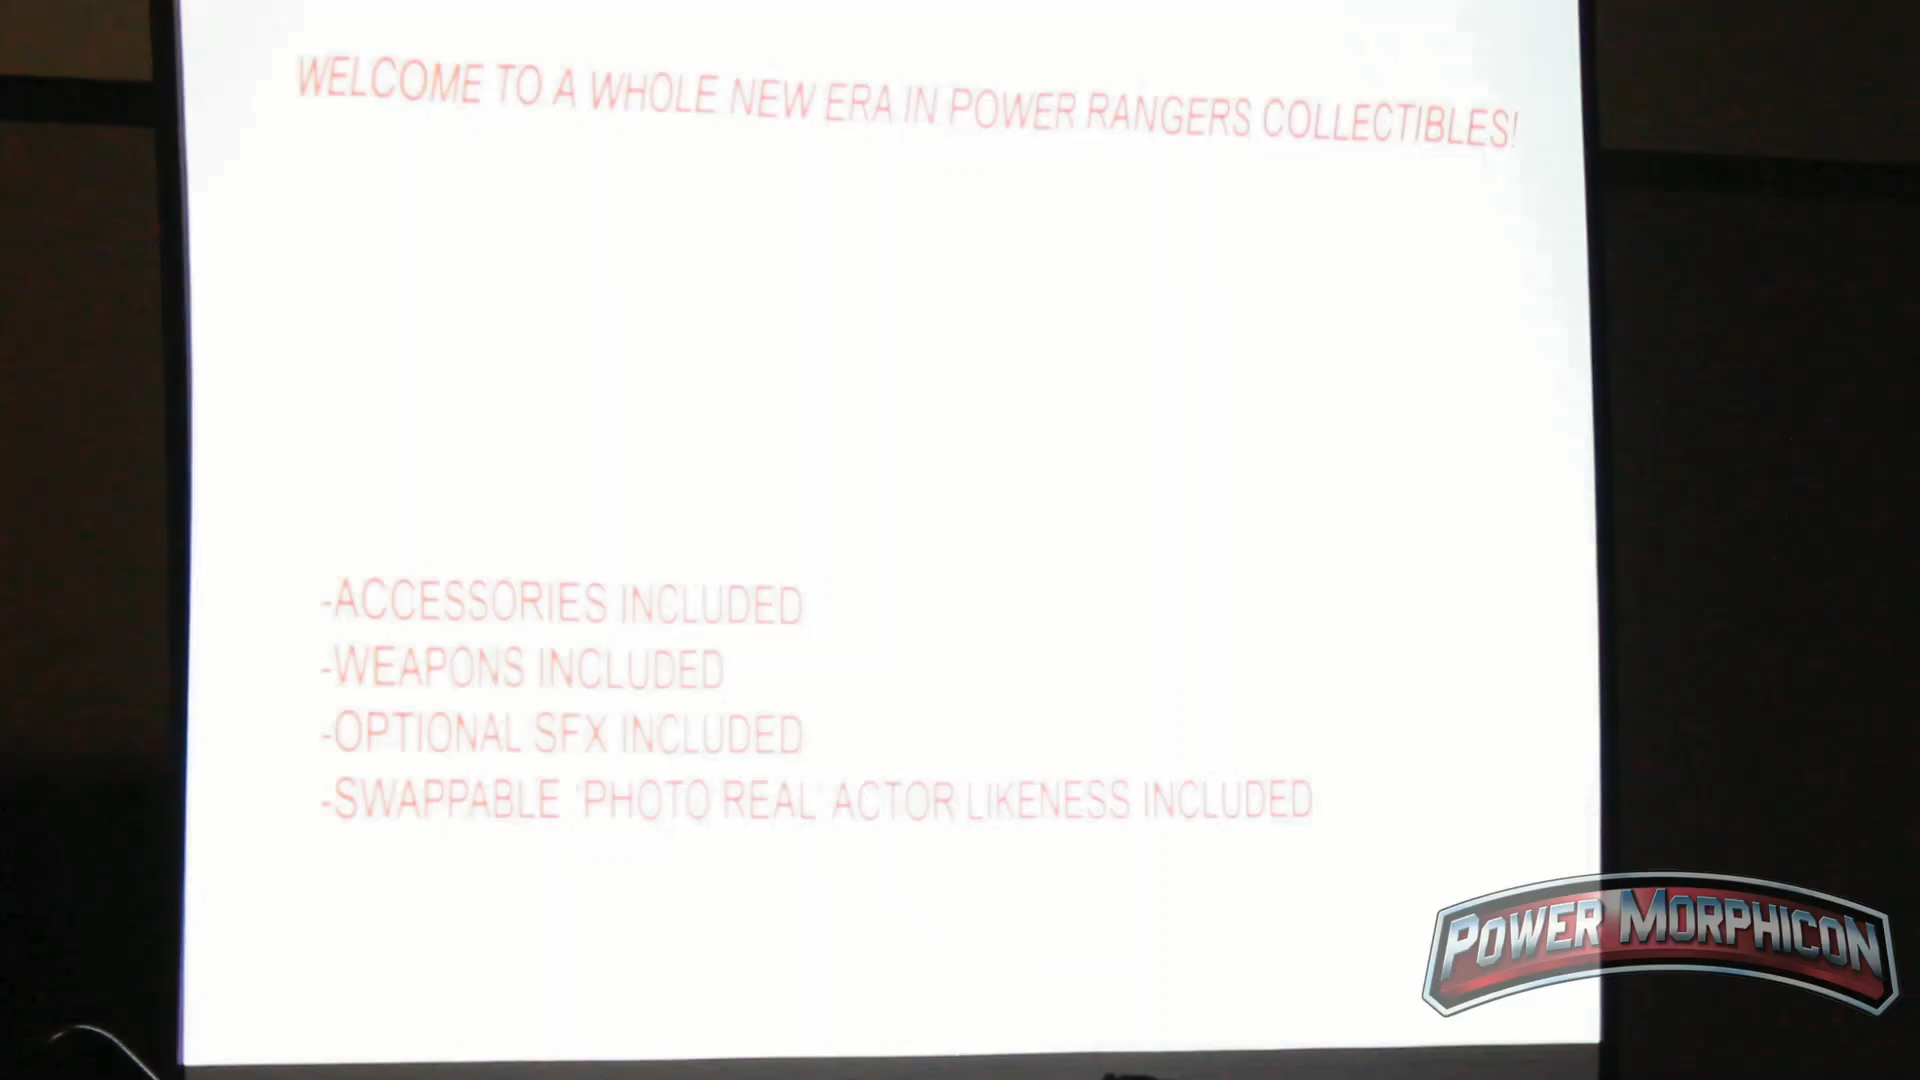 WELCOME TO A WHOLE NEW ERA IN POWER RANGERS COLLECTIBLES!
-ACCESSORIES INCLUDED
-WEAPONS INCLUDED
-OPTIONAL SFX INCLUDED
-SWAPPABLE 'PHOTO REAL' ACTOR LIKENESS INCLUDED
POWER MORPHICON